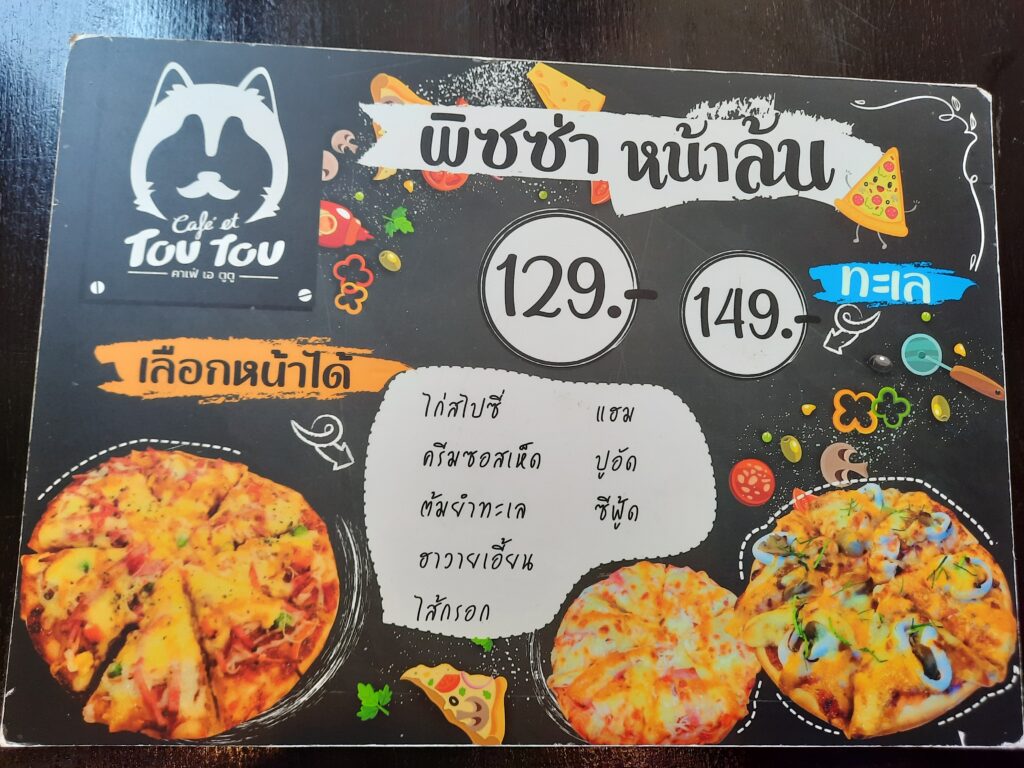 Café et
Tou Tou
คาเฟ่ เอ ตูตู
พิซซ่า หน้าล้น
129.-
149.-
ทะเล
เลือกหน้าได้
ไก่สไปซี่
ครีมซอสเห็ด
ต้มยำทะเล
ฮาวายเอี้ยน
ไส้กรอก
แฮม
ปูอัด
ซีฟู้ด